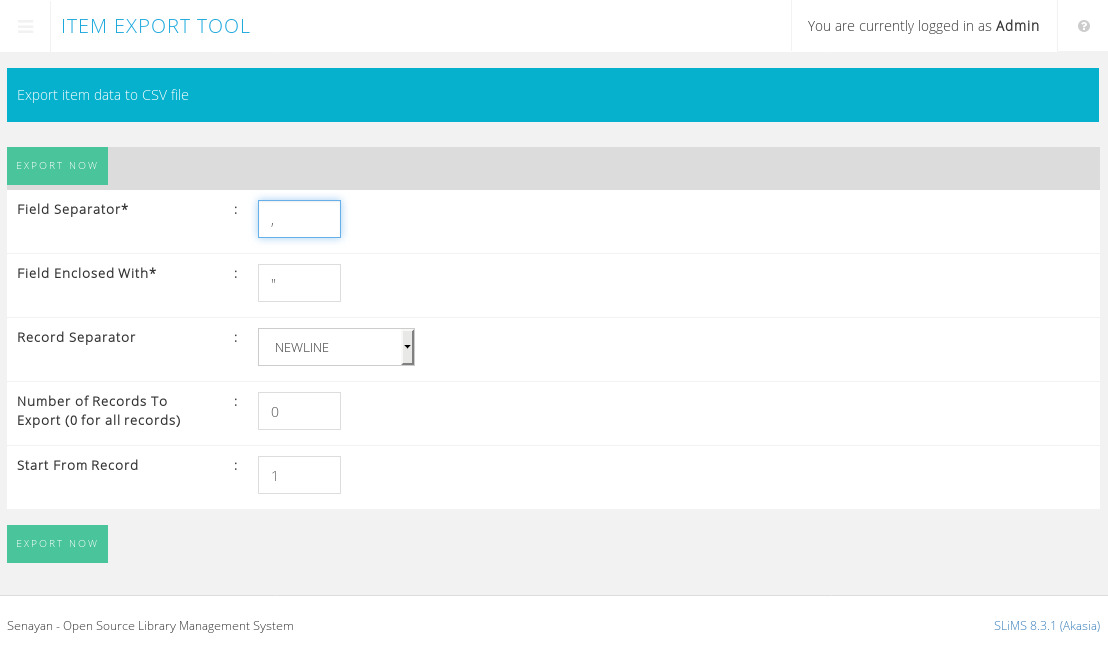 ITEM EXPORT TOOL
You are currently logged in as Admin
Export item data to CSV file
EXPORT NOW
Field Separator* : ,
Field Enclosed With* : "
Record Separator : NEWLINE
Number of Records To
Export (0 for all records) : 0
Start From Record : 1
EXPORT NOW
Senayan - Open Source Library Management System
SLiMS 8.3.1 (Akasia)